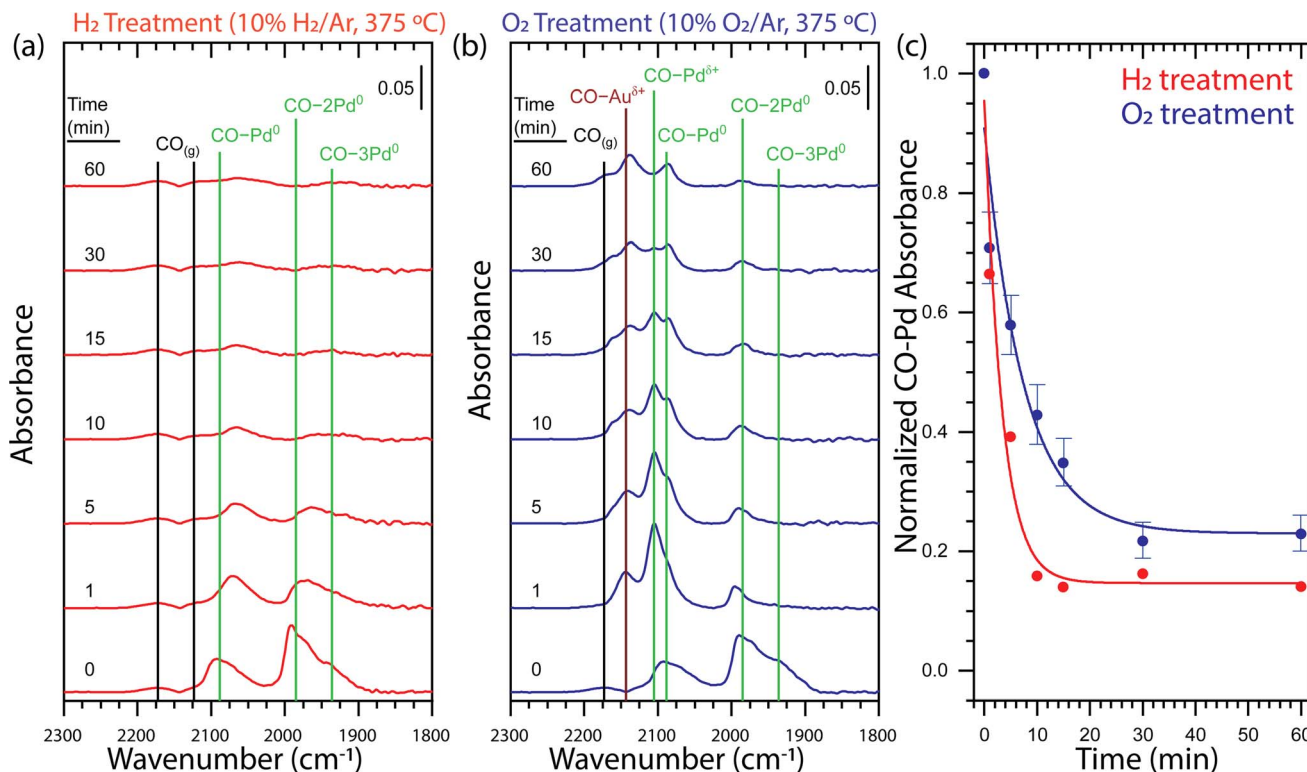 H₂ Treatment (10% H₂/Ar, 375 ºC)
(a)
Time
(min)
CO(g)
CO−Pd⁰
CO−2Pd⁰
CO−3Pd⁰
0.05
60
30
15
10
5
1
0
Absorbance
2300 2200 2100 2000 1900 1800
Wavenumber (cm⁻¹)
O₂ Treatment (10% O₂/Ar, 375 ºC)
(b)
Time
(min)
CO(g)
CO−Auᵟ⁺
CO−Pdᵟ⁺
CO−Pd⁰
CO−2Pd⁰
CO−3Pd⁰
0.05
60
30
15
10
5
1
0
Absorbance
2300 2200 2100 2000 1900 1800
Wavenumber (cm⁻¹)
(c)
H₂ treatment
O₂ treatment
Normalized CO-Pd Absorbance
1.0
0.8
0.6
0.4
0.2
0.0
0 10 20 30 40 50 60
Time (min)